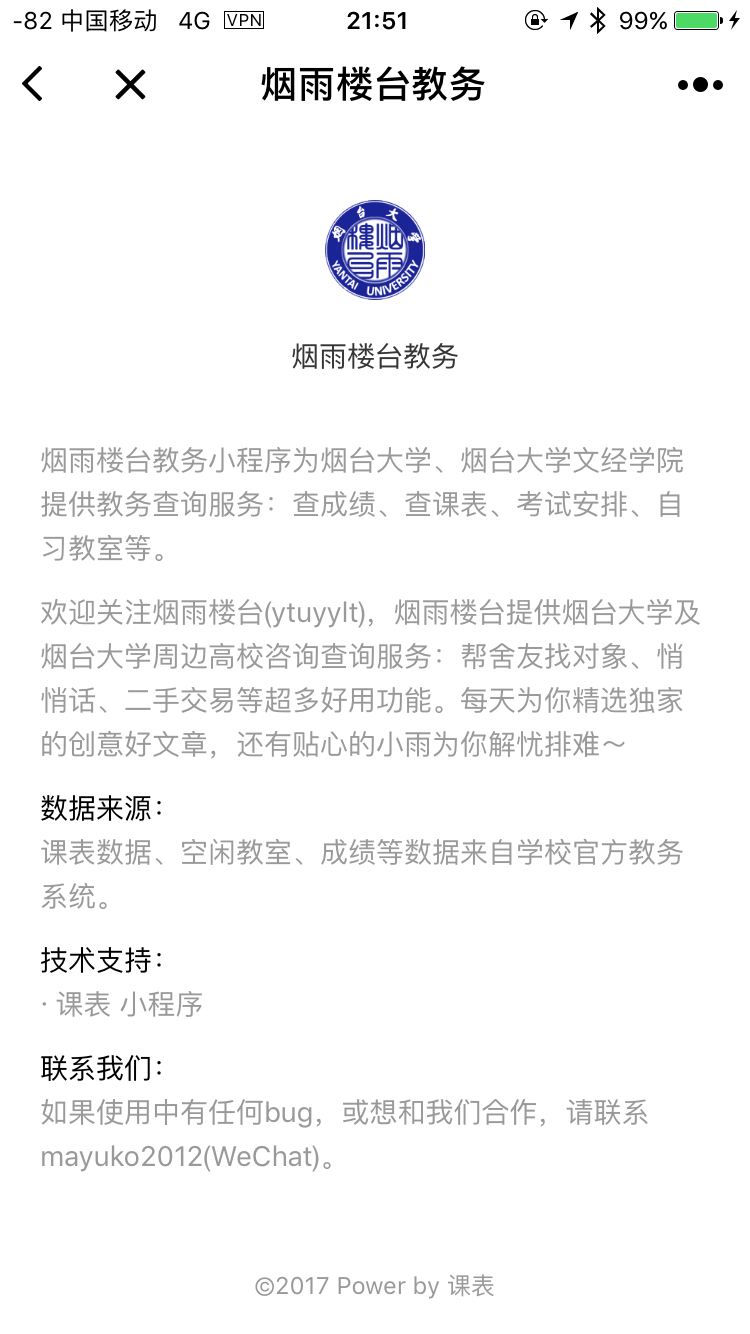 -82 中国移动 4G VPN 21:51 99%
烟雨楼台教务
烟台大学
樓烟
台雨
YANTAI UNIVERSITY
烟雨楼台教务
烟雨楼台教务小程序为烟台大学、烟台大学文经学院
提供教务查询服务：查成绩、查课表、考试安排、自
习教室等。
欢迎关注烟雨楼台(ytuyylt)，烟雨楼台提供烟台大学及
烟台大学周边高校咨询查询服务：帮舍友找对象、悄
悄话、二手交易等超多好用功能。每天为你精选独家
的创意好文章，还有贴心的小雨为你解忧排难～
数据来源：
课表数据、空闲教室、成绩等数据来自学校官方教务
系统。
技术支持：
· 课表 小程序
联系我们：
如果使用中有任何bug，或想和我们合作，请联系
mayuko2012(WeChat)。
©2017 Power by 课表